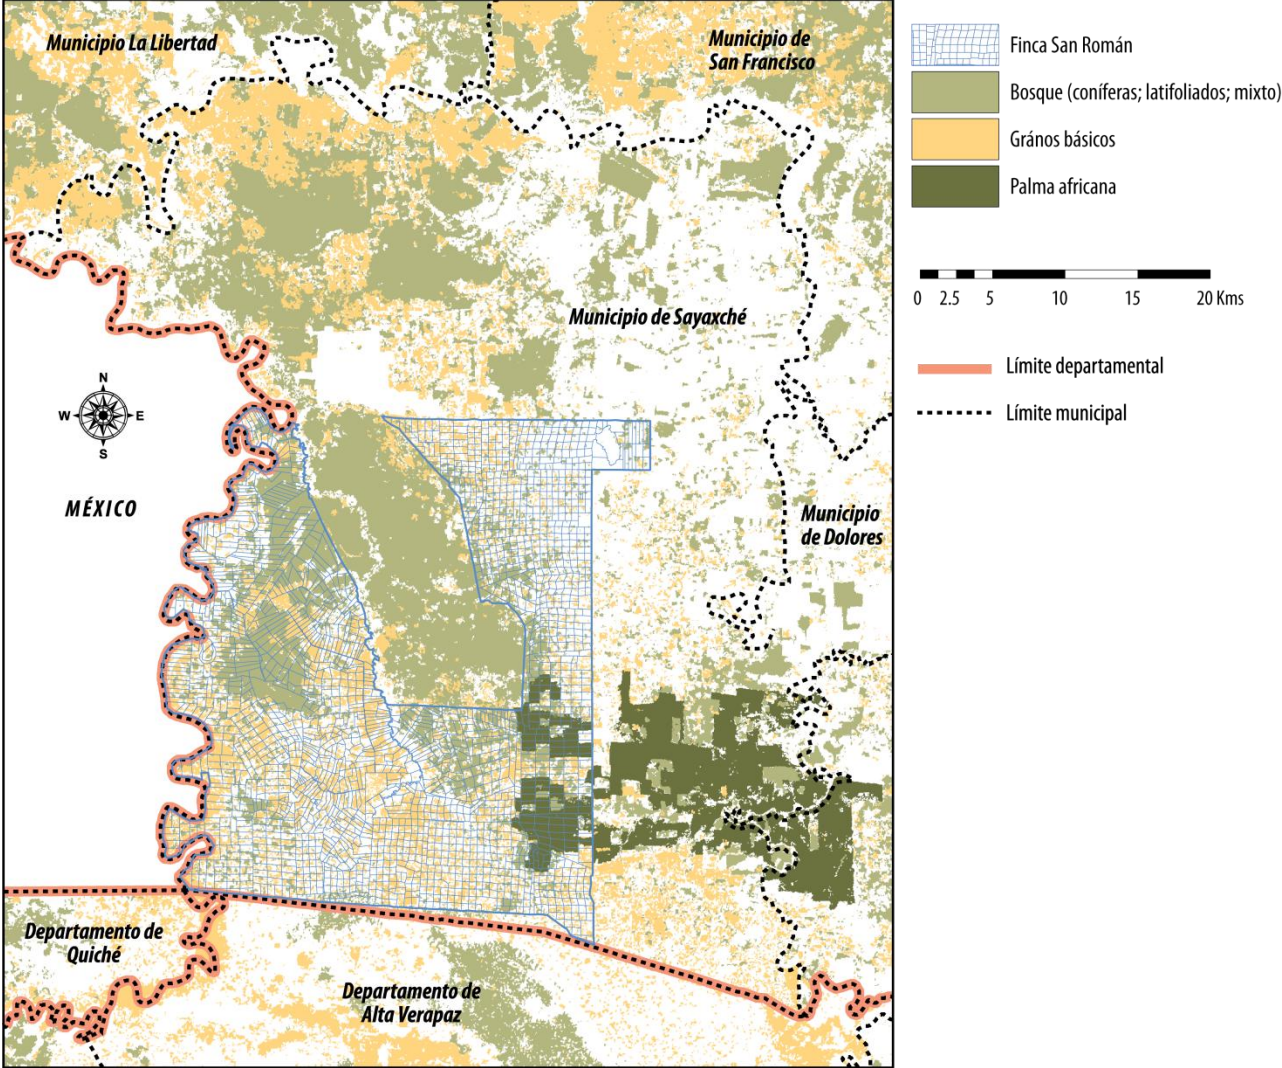 Municipio La Libertad
Municipio de
San Francisco
Municipio de Sayaxché
N
W
E
S
MÉXICO
Municipio
de Dolores
Departamento de
Quiché
Departamento de
Alta Verapaz
Finca San Román
Bosque (coníferas; latifoliados; mixto)
Grános básicos
Palma africana
0 2.5 5 10 15 20 Kms
Límite departamental
Límite municipal